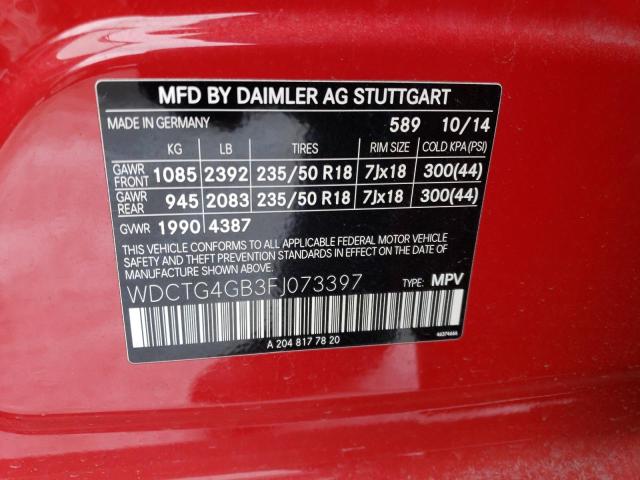 MFD BY DAIMLER AG STUTTGART
MADE IN GERMANY 589 10/14
KG LB TIRES RIM SIZE COLD KPA (PSI)
GAWR FRONT 1085 2392 235/50 R18 7Jx18 300(44)
GAWR REAR 945 2083 235/50 R18 7Jx18 300(44)
GVWR 1990 4387
THIS VEHICLE CONFORMS TO ALL APPLICABLE FEDERAL MOTOR VEHICLE
SAFETY BUMPER, AND THEFT PREVENTION STANDARDS IN
EFFECT ON THE DATE OF MANUFACTURE SHOWN ABOVE.
WDCTG4GB3FJ073397 TYPE: MPV
A 204 817 78 20